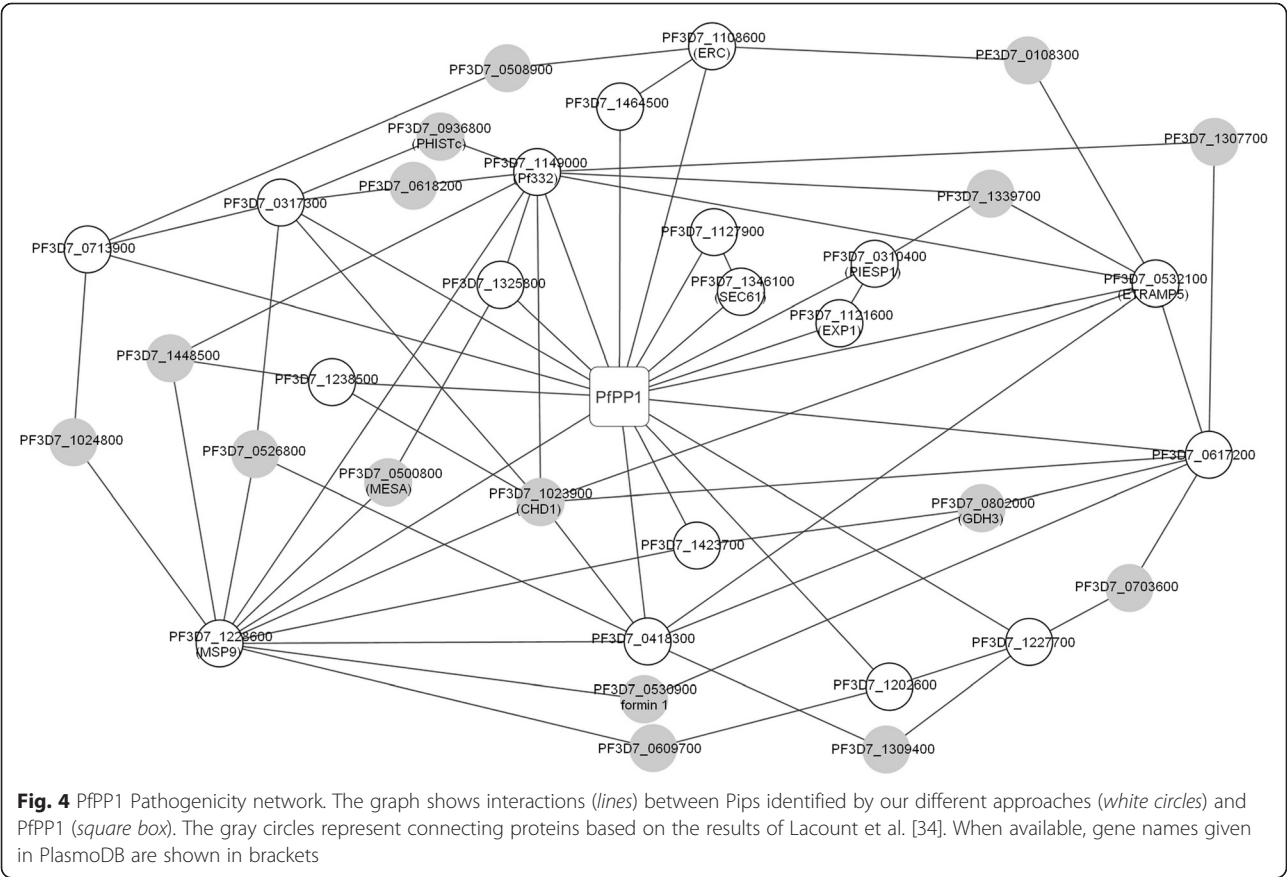 PF3D7_1108600
(ERC)
PF3D7_0508900
PF3D7_0108300
PF3D7_1464500
PF3D7_0936800
(PHISTc)
PF3D7_1307700
PF3D7_1149000
(Pf332)
PF3D7_0618200
PF3D7_1339700
PF3D7_0317300
PF3D7_1127900
PF3D7_0713900
PF3D7_0310400
(PIESP1)
PF3D7_1346100
(SEC61)
PF3D7_0532100
(ETRAMP5)
PF3D7_1325800
PF3D7_1121600
(EXP1)
PF3D7_1448500
PF3D7_1238500
PfPP1
PF3D7_1024800
PF3D7_0526800
PF3D7_0617200
PF3D7_0500800
(MESA)
PF3D7_1023900
(CHD1)
PF3D7_0802000
(GDH3)
PF3D7_1423700
PF3D7_0703600
PF3D7_1228600
(MSP9)
PF3D7_0418300
PF3D7_1227700
PF3D7_0530900
formin 1
PF3D7_1202600
PF3D7_0609700
PF3D7_1309400
Fig. 4 PfPP1 Pathogenicity network. The graph shows interactions (lines) between Pips identified by our different approaches (white circles) and
PfPP1 (square box). The gray circles represent connecting proteins based on the results of Lacount et al. [34]. When available, gene names given
in PlasmoDB are shown in brackets